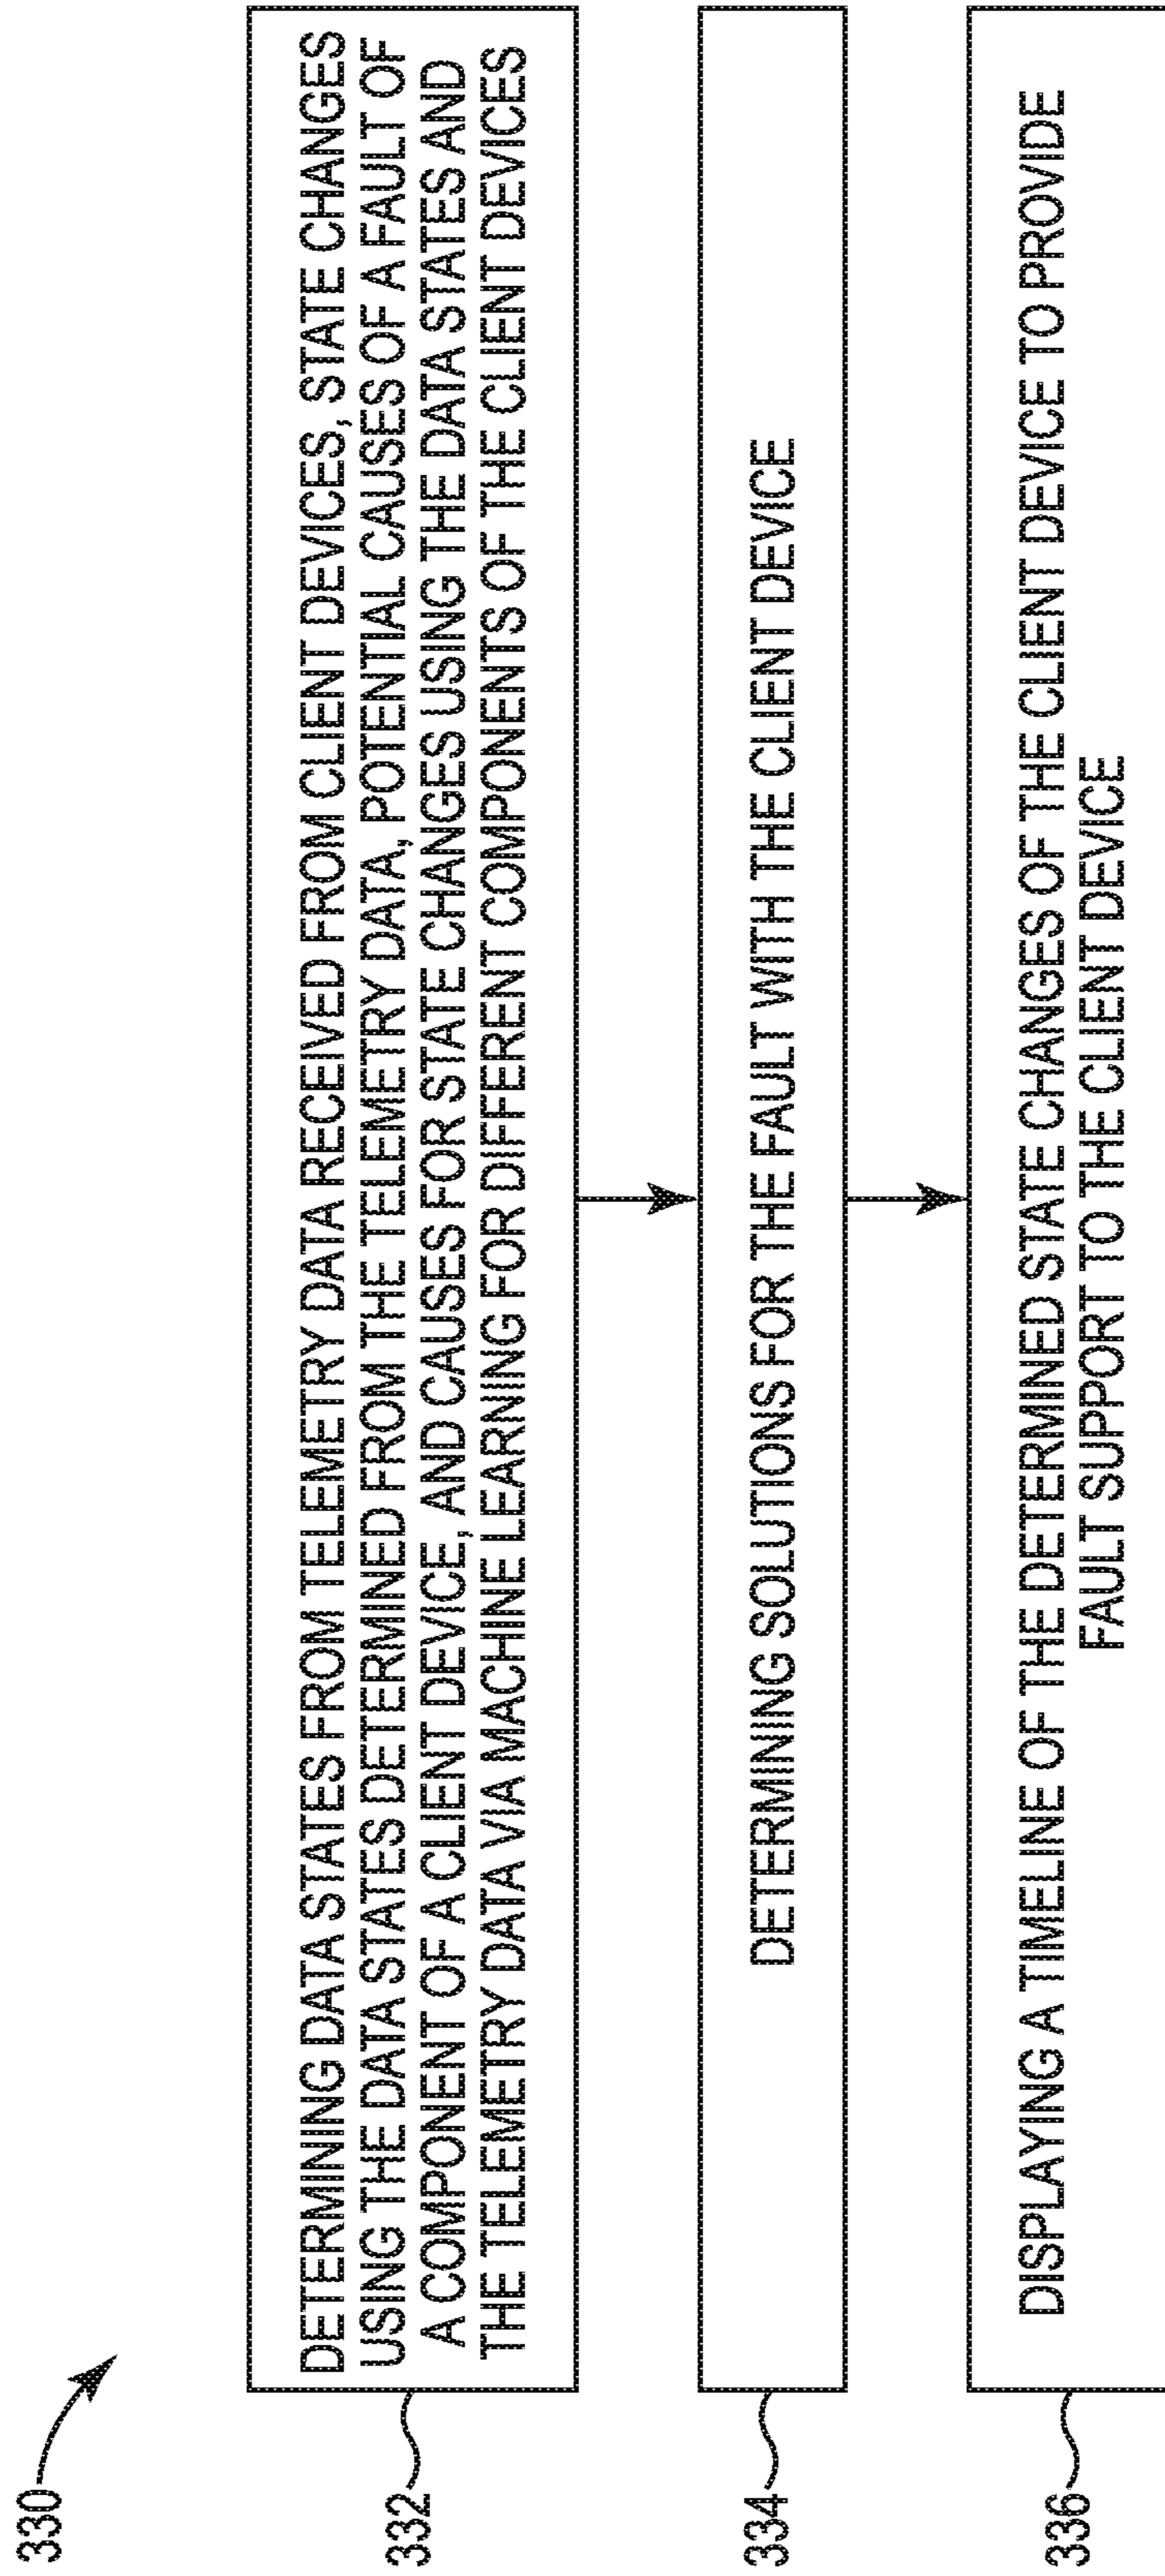 330
332
DETERMINING DATA STATES FROM TELEMETRY DATA RECEIVED FROM CLIENT DEVICES, STATE CHANGES
USING THE DATA STATES DETERMINED FROM THE TELEMETRY DATA, POTENTIAL CAUSES OF A FAULT OF
A COMPONENT OF A CLIENT DEVICE, AND CAUSES FOR STATE CHANGES USING THE DATA STATES AND
THE TELEMETRY DATA VIA MACHINE LEARNING FOR DIFFERENT COMPONENTS OF THE CLIENT DEVICES
334
DETERMINING SOLUTIONS FOR THE FAULT WITH THE CLIENT DEVICE
336
DISPLAYING A TIMELINE OF THE DETERMINED STATE CHANGES OF THE CLIENT DEVICE TO PROVIDE
FAULT SUPPORT TO THE CLIENT DEVICE